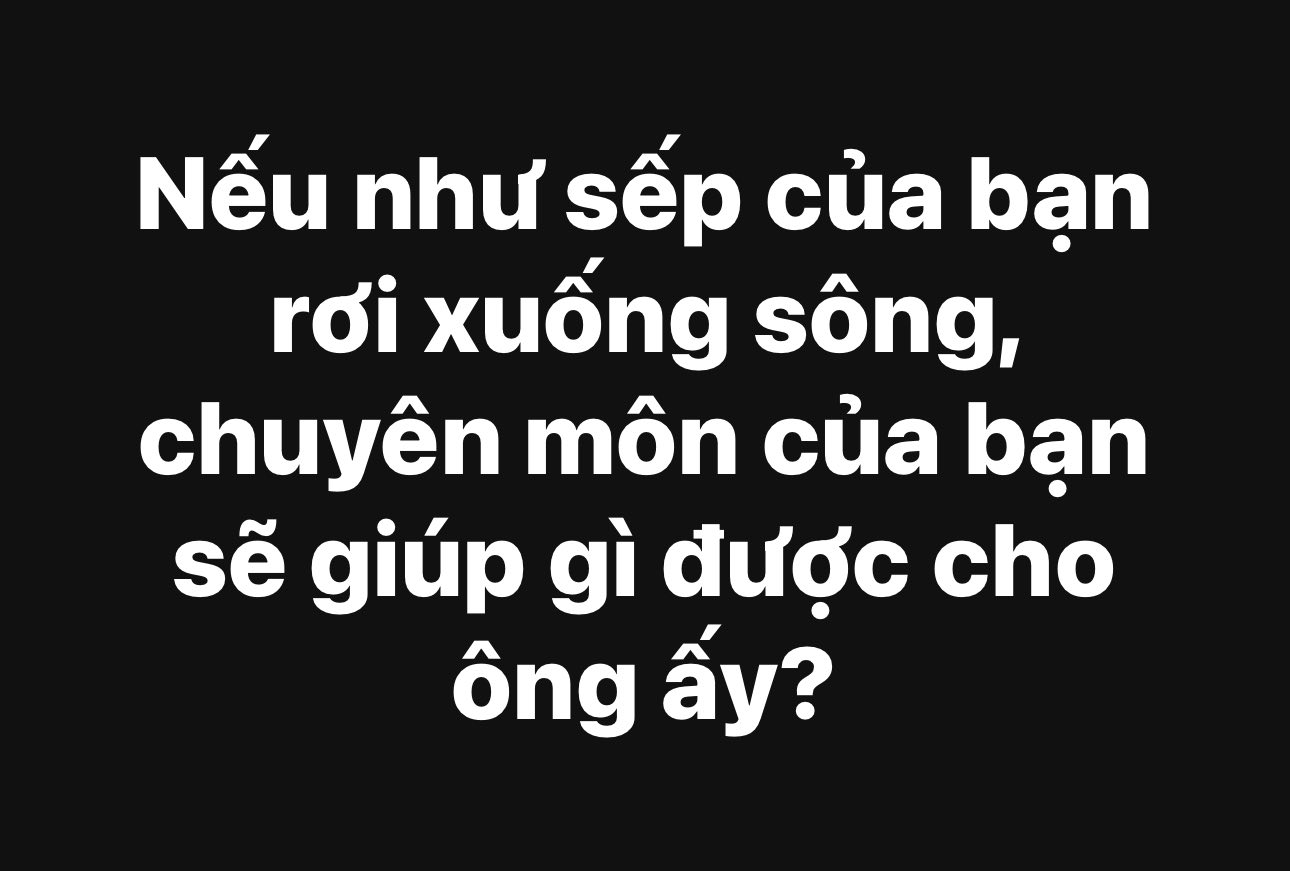 Nếu như sếp của bạn
rơi xuống sông,
chuyên môn của bạn
sẽ giúp gì được cho
ông ấy?